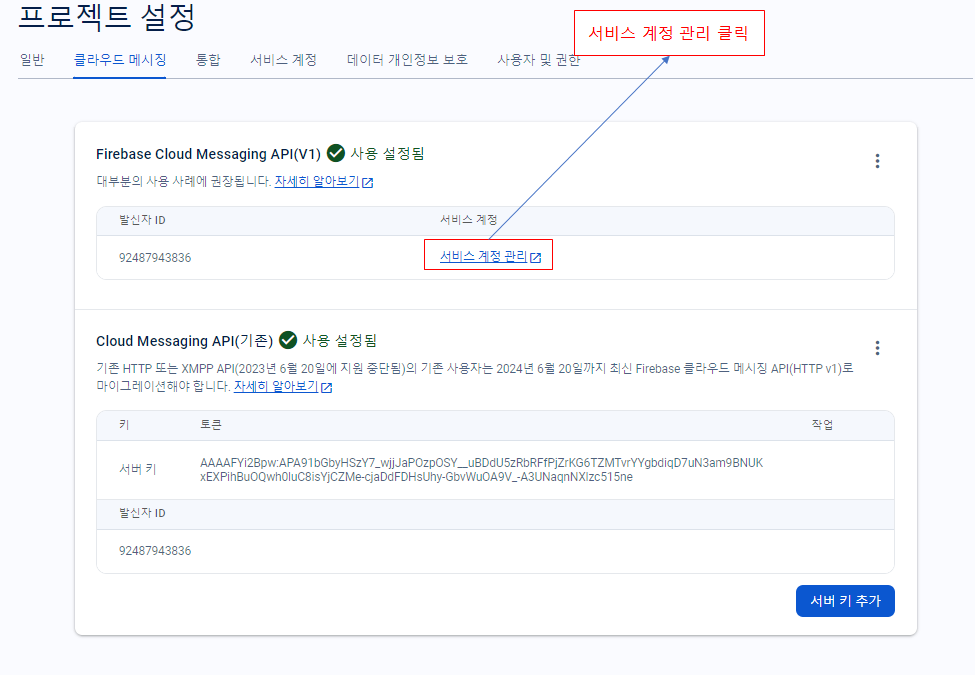 프로젝트 설정
서비스 계정 관리 클릭
일반 클라우드 메시징 통합 서비스 계정 데이터 개인정보 보호 사용자 및 권한
Firebase Cloud Messaging API(V1) 사용 설정됨
대부분의 사용 사례에 권장됩니다. 자세히 알아보기
발신자 ID 서비스 계정
92487943836 서비스 계정 관리
Cloud Messaging API(기존) 사용 설정됨
기존 HTTP 또는 XMPP API(2023년 6월 20일에 지원 중단됨)의 기존 사용자는 2024년 6월 20일까지 최신 Firebase 클라우드 메시징 API(HTTP v1)로
마이그레이션해야 합니다. 자세히 알아보기
키 토큰 작업
서버 키 AAAAFYi2Bpw:APA91bGbyHSzY7_wjjJaPOzpOSY__uBDdU5zRbRFfPjZrKG6TZMTvrYYgbdiqD7uN3am9BNUK
xEXPihBuOQwh0luC8isYjCZMe-cjaDdFDHsUhy-GbvWuOA9V_-A3UNaqnNXlzc515ne
발신자 ID
92487943836
서버 키 추가